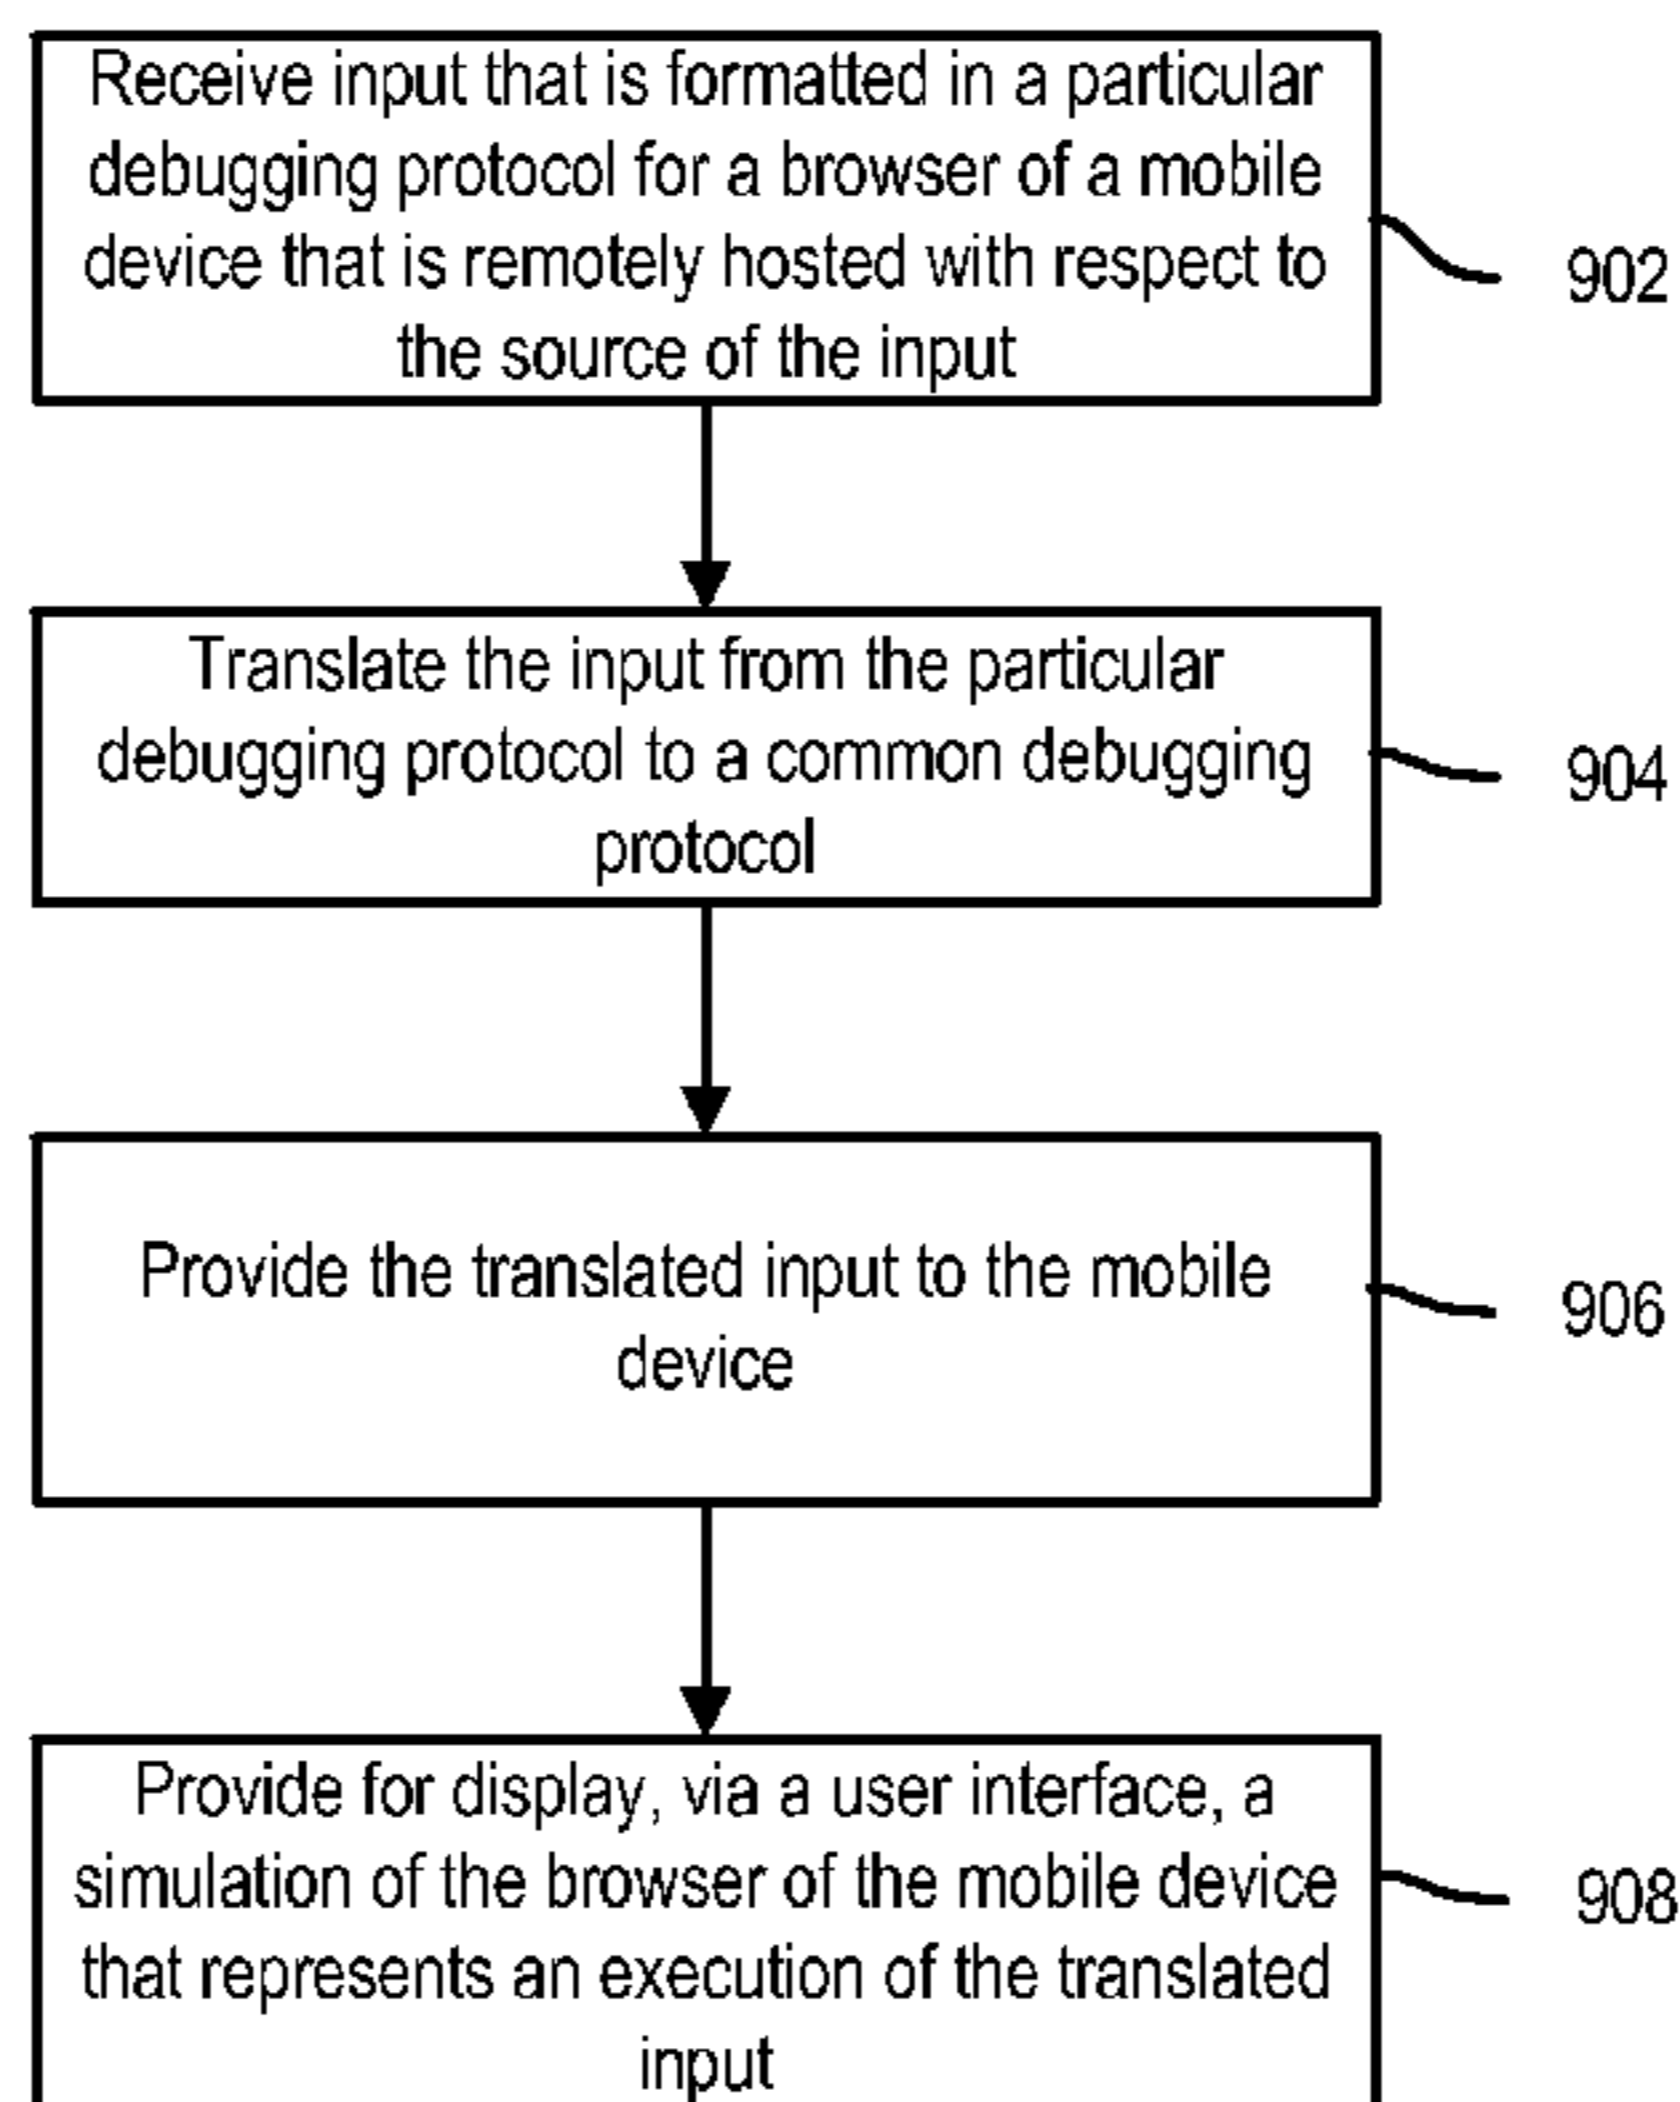 Receive input that is formatted in a particular
debugging protocol for a browser of a mobile
device that is remotely hosted with respect to
the source of the input
902
Translate the input from the particular
debugging protocol to a common debugging
protocol
904
Provide the translated input to the mobile
device
906
Provide for display, via a user interface, a
simulation of the browser of the mobile device
that represents an execution of the translated
input
908